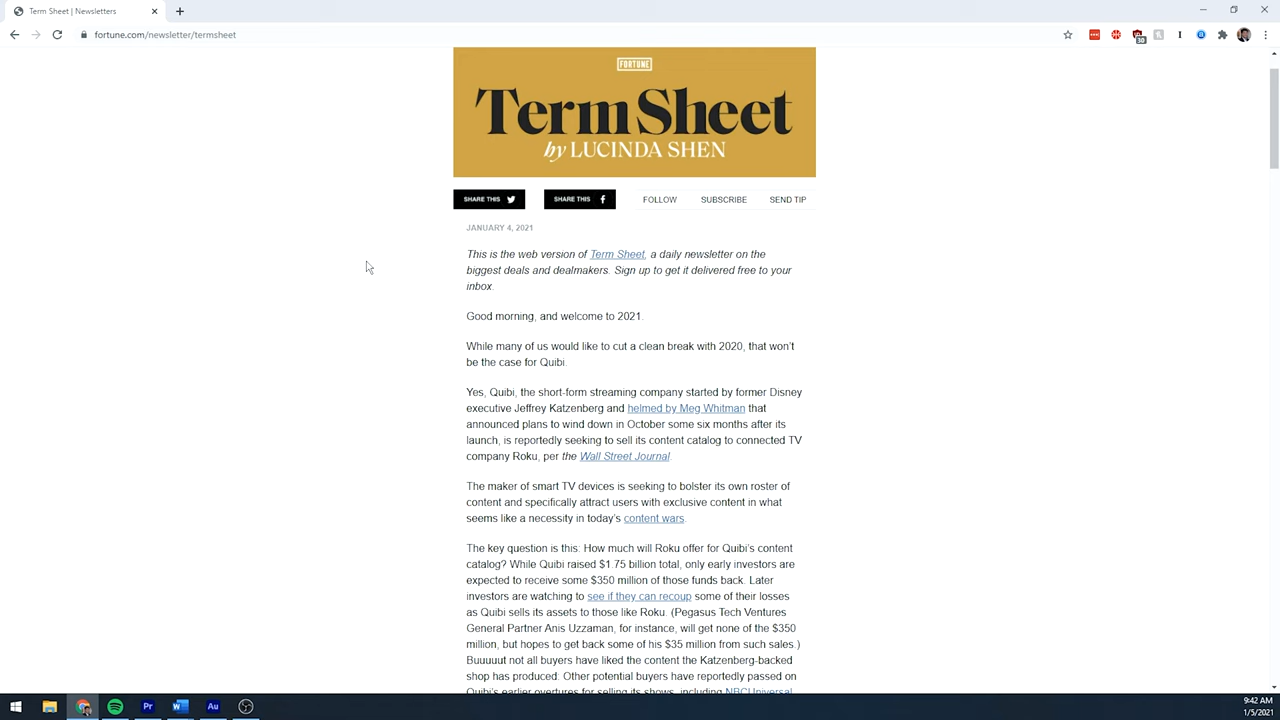 Term Sheet | Newsletters
fortune.com/newsletter/termsheet
30
FORTUNE
Term Sheet
by LUCINDA SHEN
SHARE THIS SHARE THIS FOLLOW SUBSCRIBE SEND TIP
JANUARY 4, 2021
This is the web version of Term Sheet, a daily newsletter on the
biggest deals and dealmakers. Sign up to get it delivered free to your
inbox.
Good morning, and welcome to 2021.
While many of us would like to cut a clean break with 2020, that won't
be the case for Quibi.
Yes, Quibi, the short-form streaming company started by former Disney
executive Jeffrey Katzenberg and helmed by Meg Whitman that
announced plans to wind down in October some six months after its
launch, is reportedly seeking to sell its content catalog to connected TV
company Roku, per the Wall Street Journal.
The maker of smart TV devices is seeking to bolster its own roster of
content and specifically attract users with exclusive content in what
seems like a necessity in today's content wars.
The key question is this: How much will Roku offer for Quibi's content
catalog? While Quibi raised $1.75 billion total, only early investors are
expected to receive some $350 million of those funds back. Later
investors are watching to see if they can recoup some of their losses
as Quibi sells its assets to those like Roku. (Pegasus Tech Ventures
General Partner Anis Uzzaman, for instance, will get none of the $350
million, but hopes to get back some of his $35 million from such sales.)
Buuuuut not all buyers have liked the content the Katzenberg-backed
shop has produced: Other potential buyers have reportedly passed on
Quibi's earlier overtures for selling its shows, including NBCUniversal
Pr
Au
9:42 AM
1/5/2021